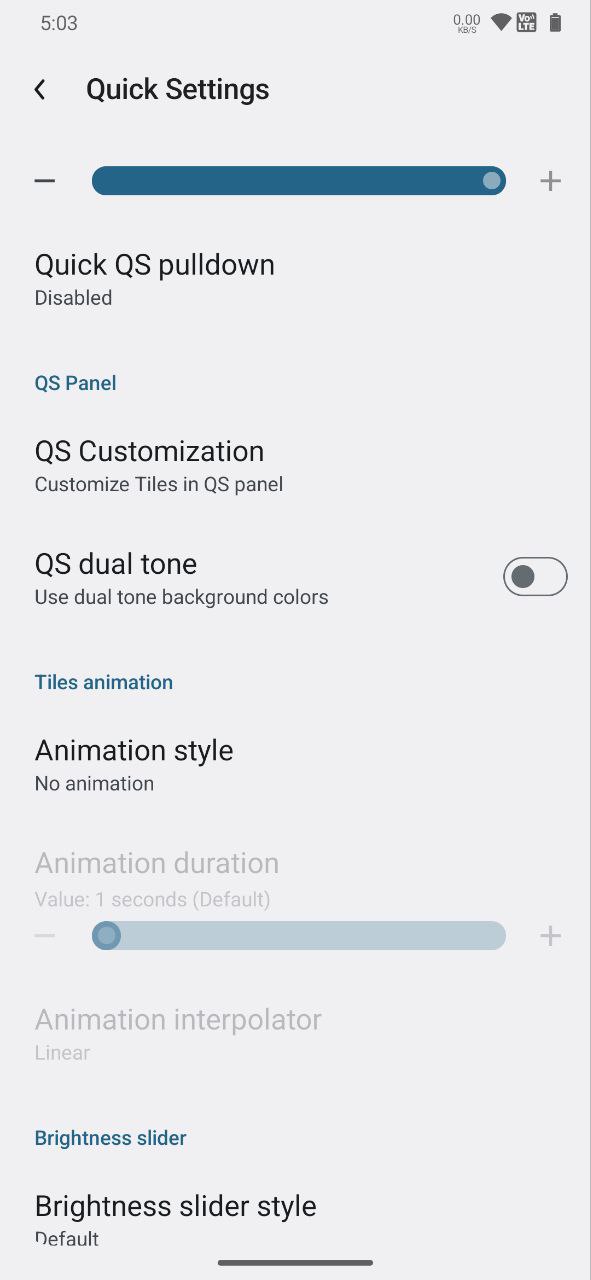 5:03
0.00
KB/S
Vo))
LTE
Quick Settings
Quick QS pulldown
Disabled
QS Panel
QS Customization
Customize Tiles in QS panel
QS dual tone
Use dual tone background colors
Tiles animation
Animation style
No animation
Animation duration
Value: 1 seconds (Default)
Animation interpolator
Linear
Brightness slider
Brightness slider style
Default